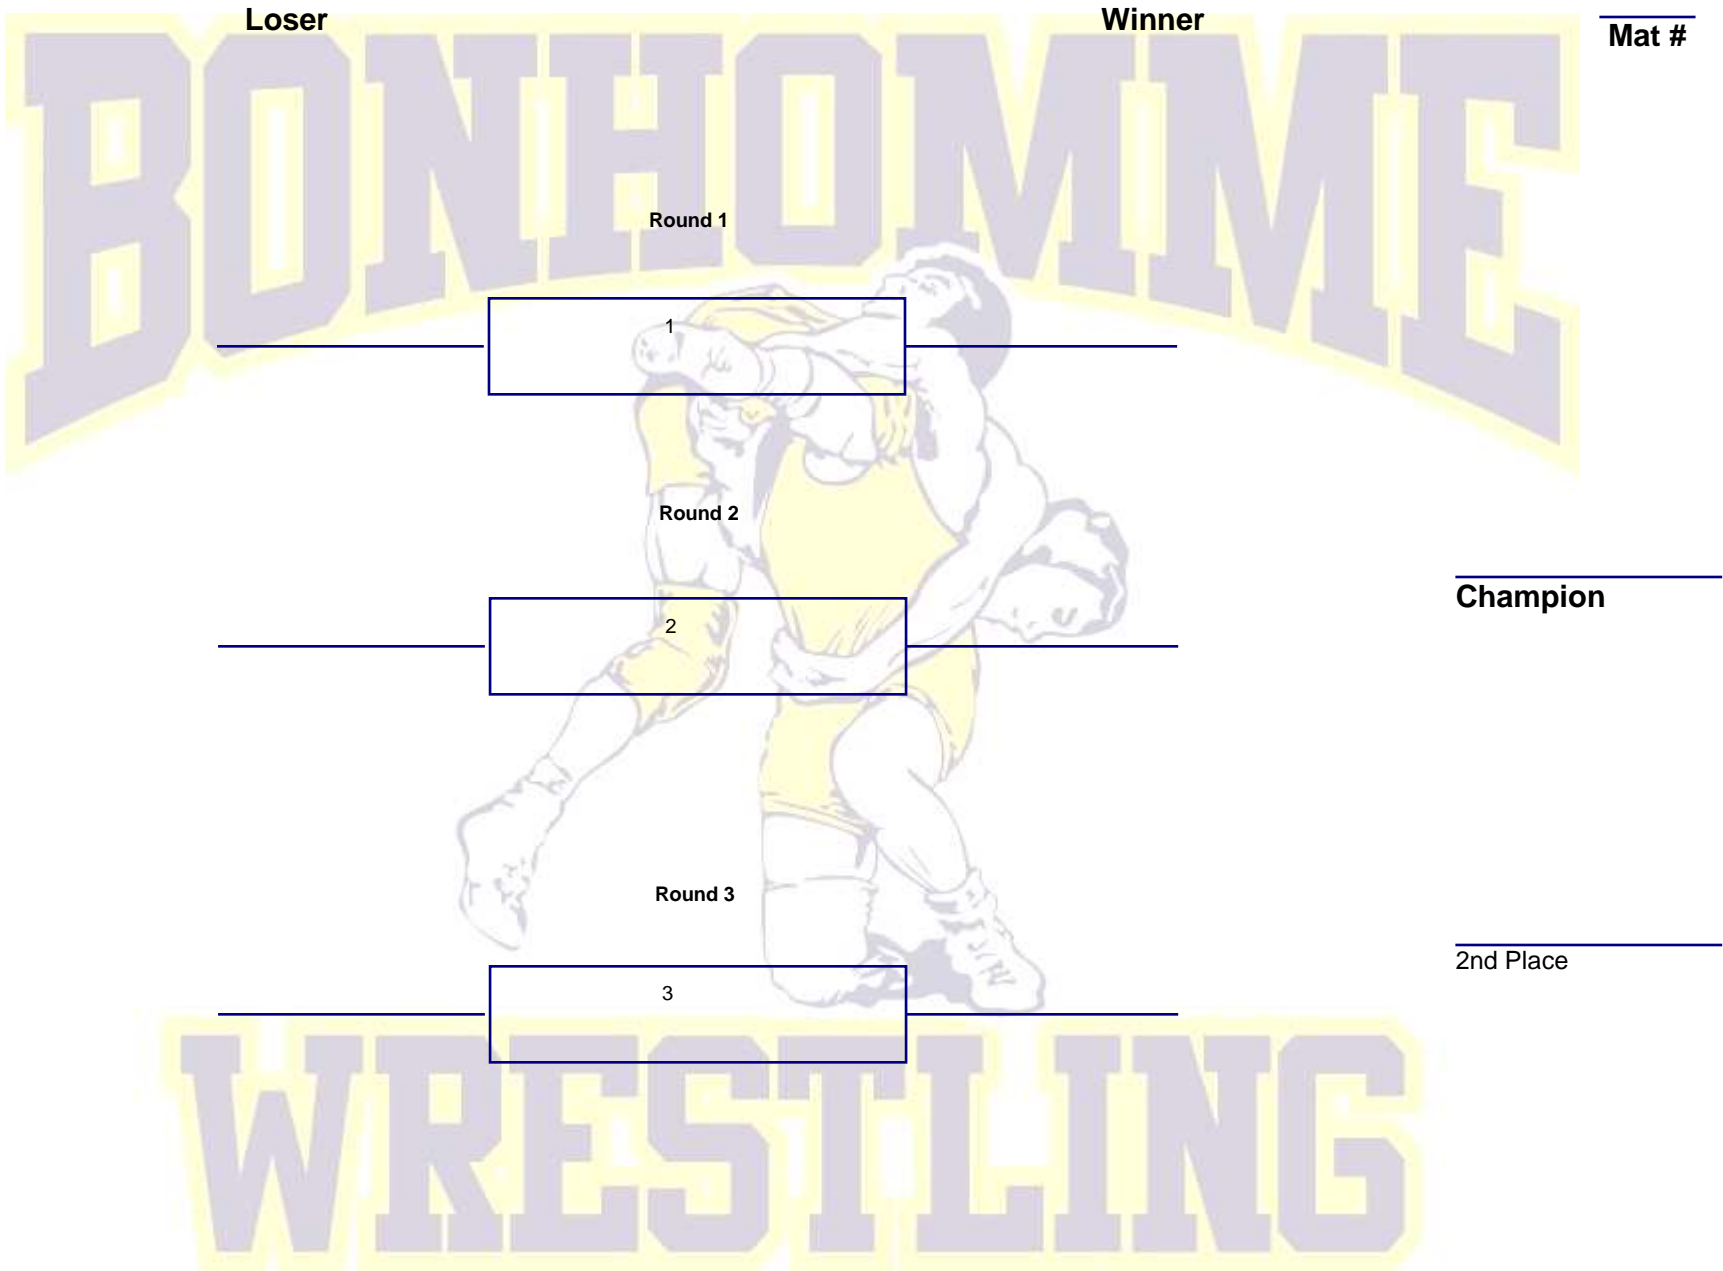 Loser Winner
Mat #
BONHOMME
Round 1
1
Round 2
Champion
2
Round 3
2nd Place
3
WRESTLING